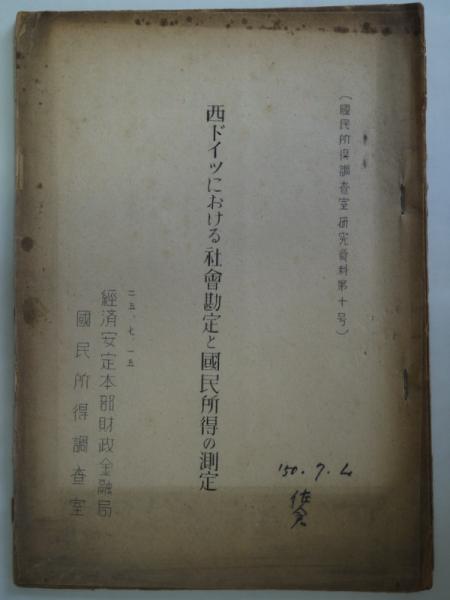 (國民所得調査室研究資料第十号)
西ドイツにおける社會勘定と國民所得の測定
二五、七、一五
經済安定本部財政金融局
國民所得調査室
'50.7.4